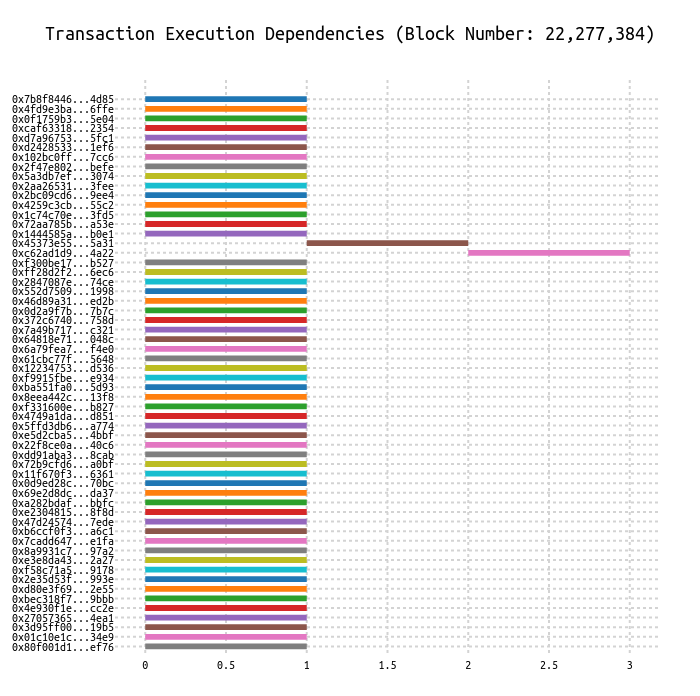 Transaction Execution Dependencies (Block Number: 22,277,384)
0x7b8f8446...4d85
0x4fd9e3ba...6ffe
0x0f1759b3...5e04
0xcaf63318...2354
0xd7a96753...5fc1
0xd2428533...1ef6
0x102bc0ff...7cc6
0x2f47e802...befe
0x5a3db7ef...3074
0x2aa26531...3fee
0x2bc09cd6...9ee4
0x4259c3cb...55c2
0x1c74c70e...3fd5
0x72aa785b...a53e
0x1444585a...b0e1
0x45373e55...5a31
0xc62ad1d9...4a22
0xf300be17...b527
0xff28d2f2...6ec6
0x2847087e...74ce
0x552d7509...1998
0x46d89a31...ed2b
0x0d2a9f7b...7b7c
0x372c6740...758d
0x7a49b717...c321
0x64818e71...048c
0x6a79fea7...f4e0
0x61cbc77f...5648
0x12234753...d536
0xf9915fbe...e934
0xba551fa0...5d93
0x8eea442c...13f8
0xf331600e...b827
0x4749a1da...d851
0x5ffd3db6...a774
0xe5d2cba5...4bbf
0x22f8ce0a...40c6
0xdd91aba3...8cab
0x72b9cfd6...a0bf
0x11f670f3...6361
0x0d9ed28c...70bc
0x69e2d8dc...da37
0xa282bdaf...bbfc
0xe2304815...8f8d
0x47d24574...7ede
0xb6ccf0f3...a6c1
0x7cadd647...e1fa
0x8a9931c7...97a2
0xe3e8da43...2a27
0xf58c71a5...9178
0x2e35d53f...993e
0xd80e3f69...2e55
0xbec318f7...9bbb
0x4e930f1e...cc2e
0x27057365...4ea1
0x3d95ff00...19b5
0x01c10e1c...34e9
0x80f001d1...ef76
0 0.5 1 1.5 2 2.5 3